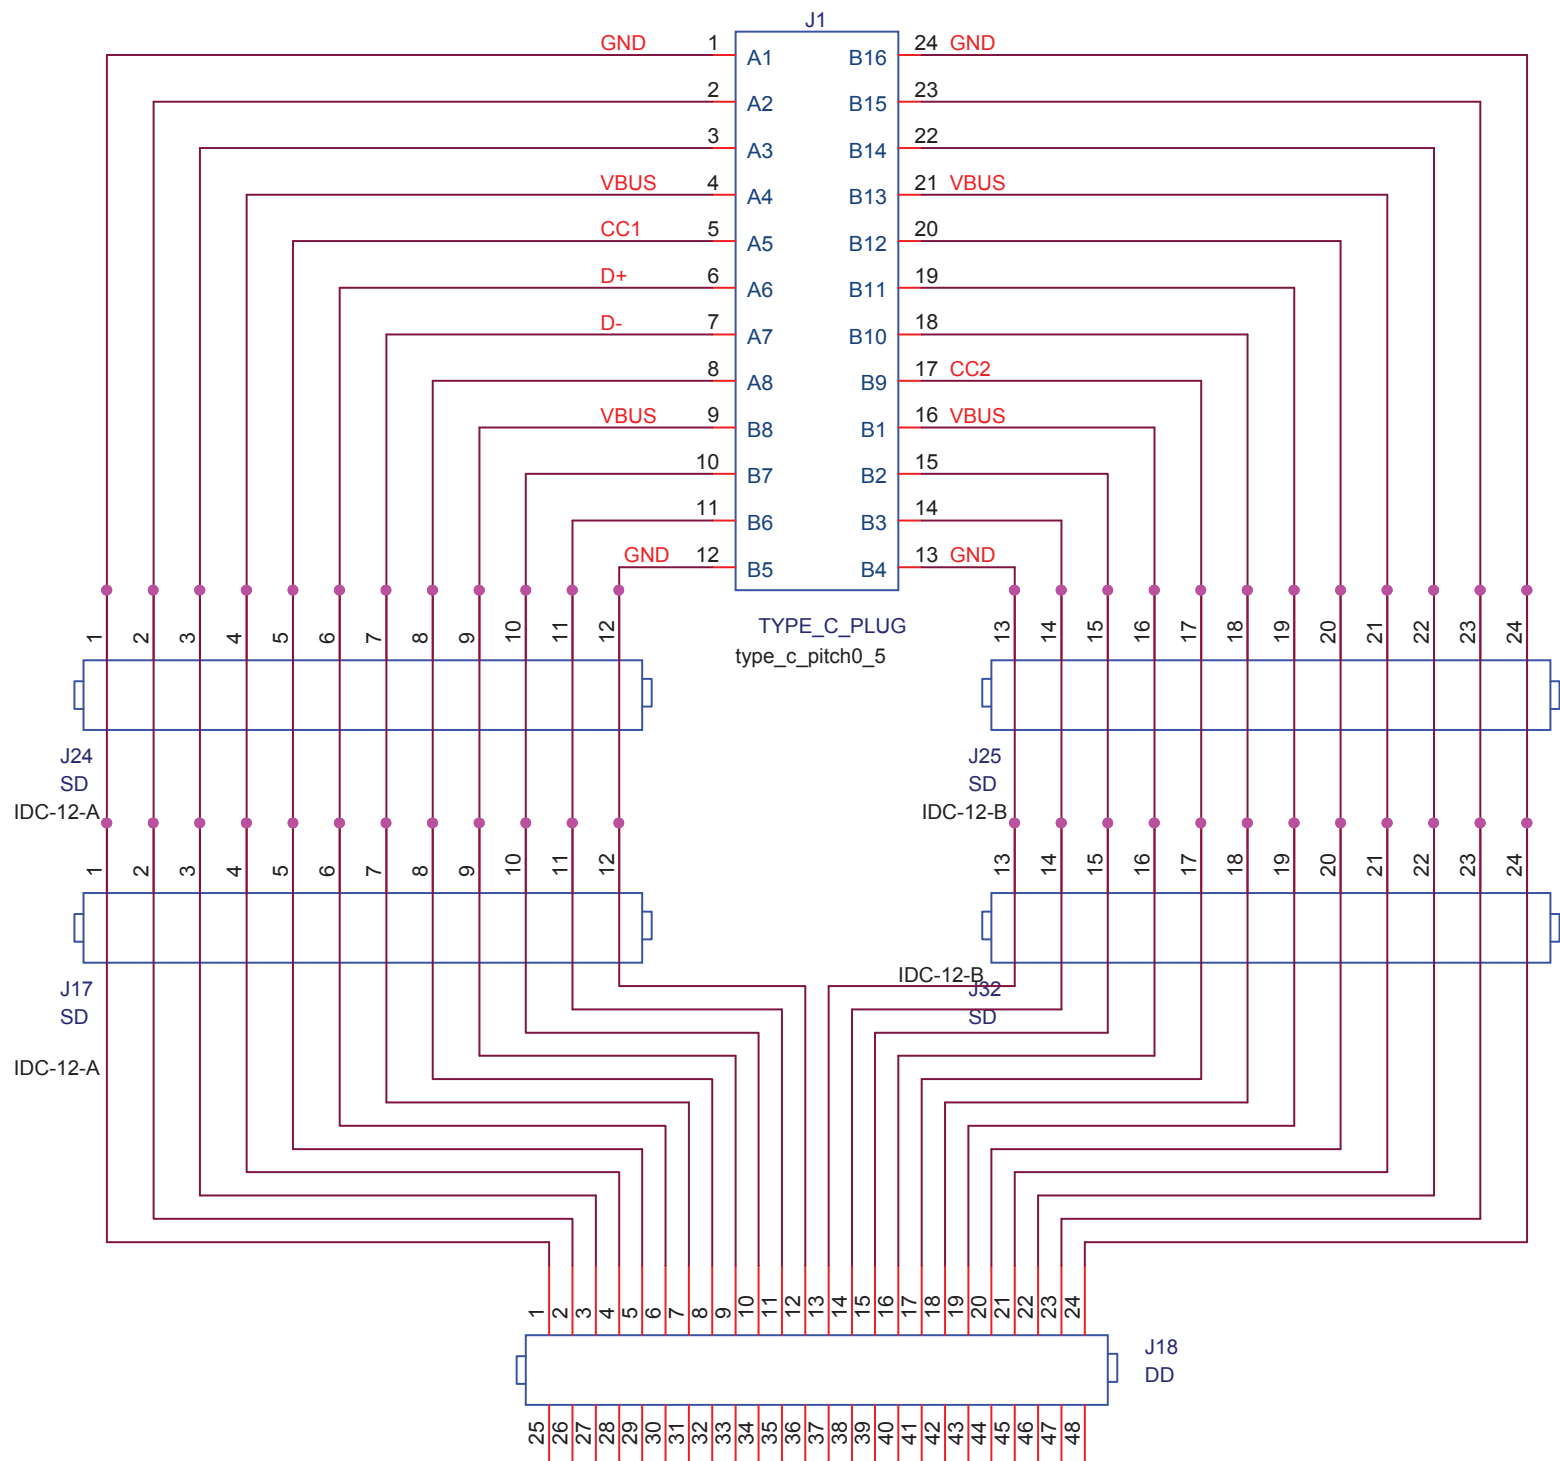 J1
GND 1 A1 B16 24 GND
2 A2 B15 23
3 A3 B14 22
VBUS 4 A4 B13 21 VBUS
CC1 5 A5 B12 20
D+ 6 A6 B11 19
D- 7 A7 B10 18
8 A8 B9 17 CC2
VBUS 9 B8 B1 16 VBUS
10 B7 B2 15
11 B6 B3 14
GND 12 B5 B4 13 GND
TYPE_C_PLUG
type_c_pitch0_5
1 2 3 4 5 6 7 8 9 10 11 12
13 14 15 16 17 18 19 20 21 22 23 24
J24
SD
IDC-12-A
J25
SD
IDC-12-B
1 2 3 4 5 6 7 8 9 10 11 12
13 14 15 16 17 18 19 20 21 22 23 24
J17
SD
IDC-12-A
IDC-12-B
J32
SD
1 2 3 4 5 6 7 8 9 10 11 12 13 14 15 16 17 18 19 20 21 22 23 24
J18
DD
25 26 27 28 29 30 31 32 33 34 35 36 37 38 39 40 41 42 43 44 45 46 47 48